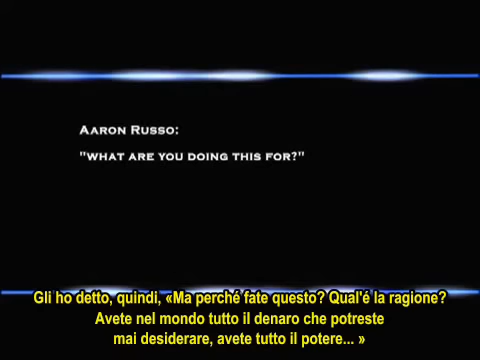 Aaron Russo:
"what are you doing this for?"
Gli ho detto, quindi, «Ma perché fate questo? Qual'é la ragione?
Avete nel mondo tutto il denaro che potreste
mai desiderare, avete tutto il potere... »